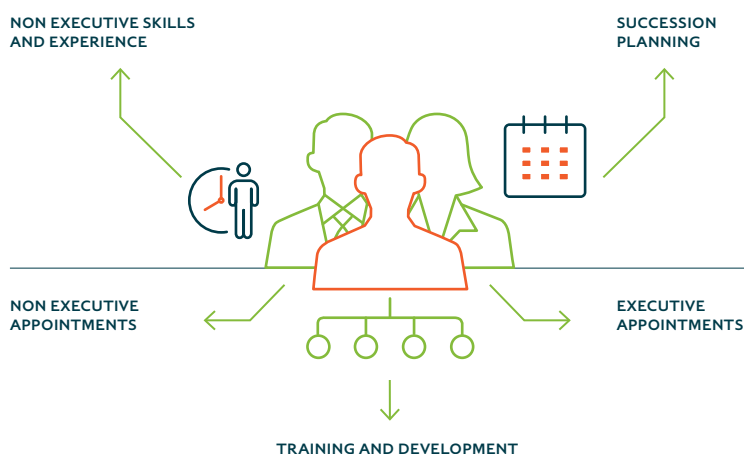 NON EXECUTIVE SKILLS
AND EXPERIENCE
SUCCESSION
PLANNING
NON EXECUTIVE
APPOINTMENTS
EXECUTIVE
APPOINTMENTS
TRAINING AND DEVELOPMENT